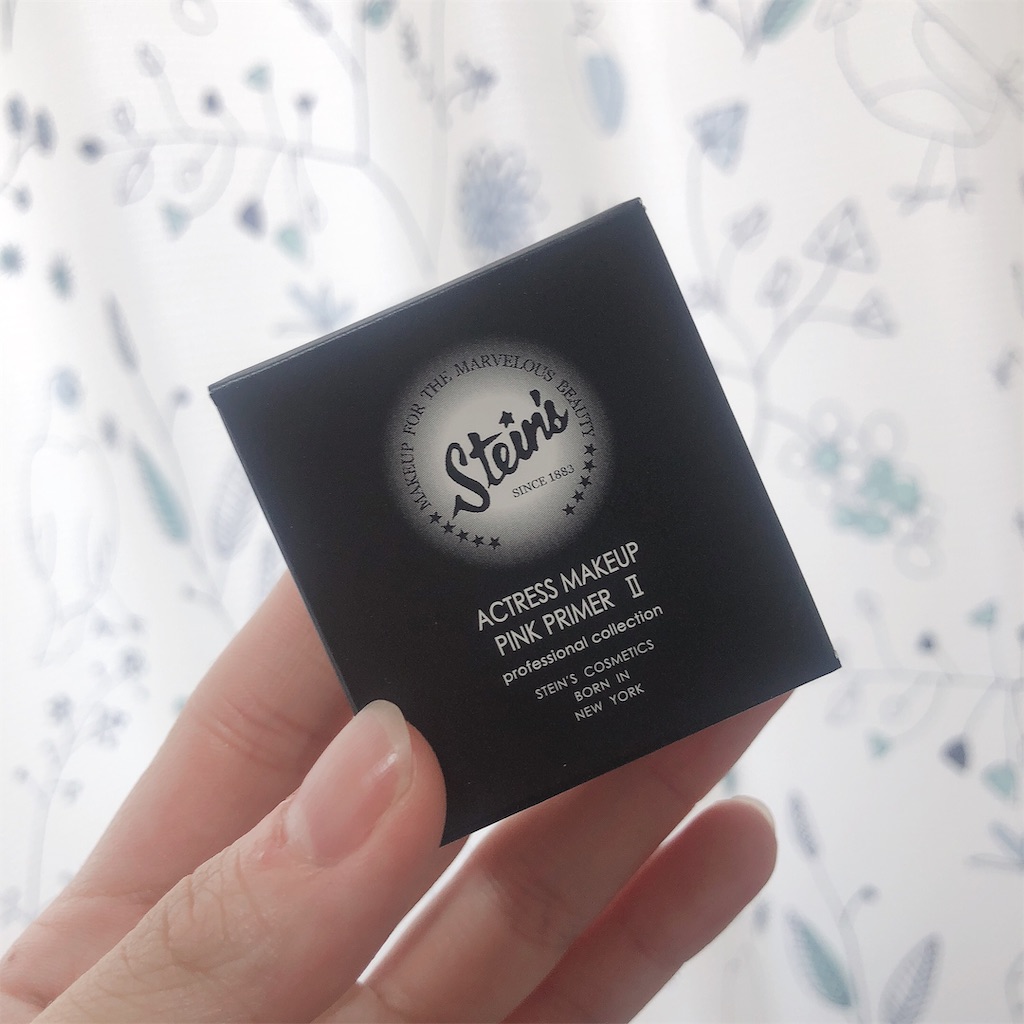 MAKEUP FOR THE MARVELOUS BEAUTY
Stein's
SINCE 1883
ACTRESS MAKEUP
PINK PRIMER Ⅱ
professional collection
STEIN'S COSMETICS
BORN IN
NEW YORK